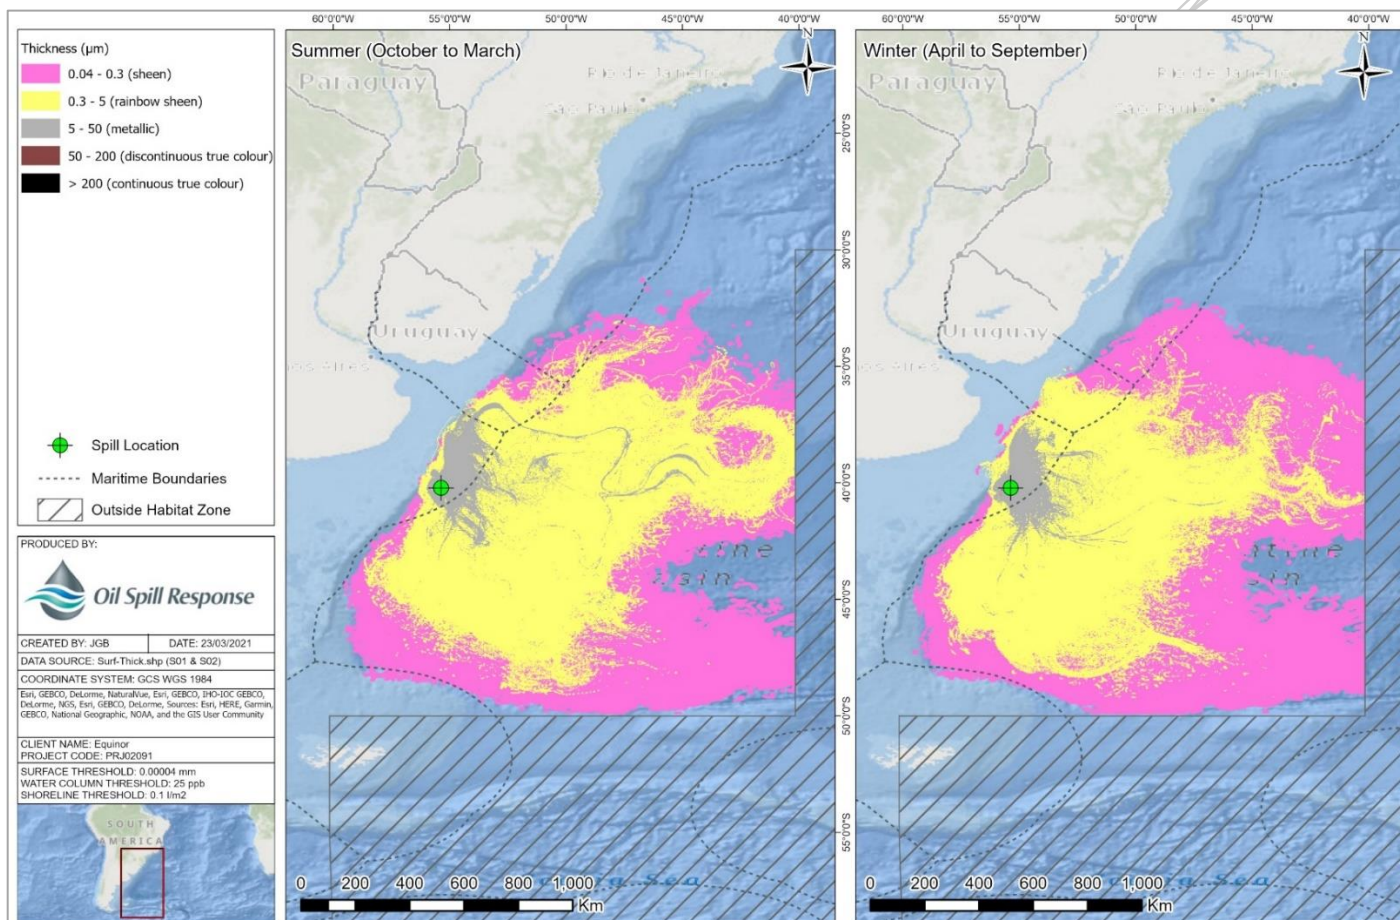 Thickness (µm)
0.04 - 0.3 (sheen)
0.3 - 5 (rainbow sheen)
5 - 50 (metallic)
50 - 200 (discontinuous true colour)
> 200 (continuous true colour)
Spill Location
Maritime Boundaries
Outside Habitat Zone
PRODUCED BY:
Oil Spill Response
CREATED BY: JGB
DATE: 23/03/2021
DATA SOURCE: Surf-Thick.shp (S01 & S02)
COORDINATE SYSTEM: GCS WGS 1984
Esri, GEBCO, DeLorme, NaturalVue, Esri, GEBCO, IHO-IOC GEBCO,
DeLorme, NGS, Esri, GEBCO, DeLorme, Sources: Esri, HERE, Garmin,
GEBCO, National Geographic, NOAA, and the GIS User Community
CLIENT NAME: Equinor
PROJECT CODE: PRJ02091
SURFACE THRESHOLD: 0.00004 mm
WATER COLUMN THRESHOLD: 25 ppb
SHORELINE THRESHOLD: 0.1 l/m2
SOUTH
AMERICA
60°0'0"W 55°0'0"W 50°0'0"W 45°0'0"W 40°0'0"W
Summer (October to March)
N
Paraguay
Rio de Janeiro
Uruguay
0 200 400 600 800 1,000
Km
25°0'0"S
30°0'0"S
35°0'0"S
40°0'0"S
45°0'0"S
50°0'0"S
55°0'0"S
60°0'0"W 55°0'0"W 50°0'0"W 45°0'0"W 40°0'0"W
Winter (April to September)
N
Paraguay
Rio de Janeiro
Uruguay
0 200 400 600 800 1,000
Km